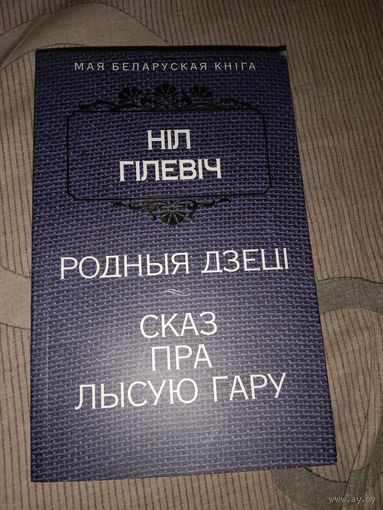 МАЯ БЕЛАРУСКАЯ КНІГА
НІЛ
ГІЛЕВІЧ
РОДНЫЯ ДЗЕЦІ
СКАЗ
ПРА
ЛЫСУЮ ГАРУ
www.ay.by